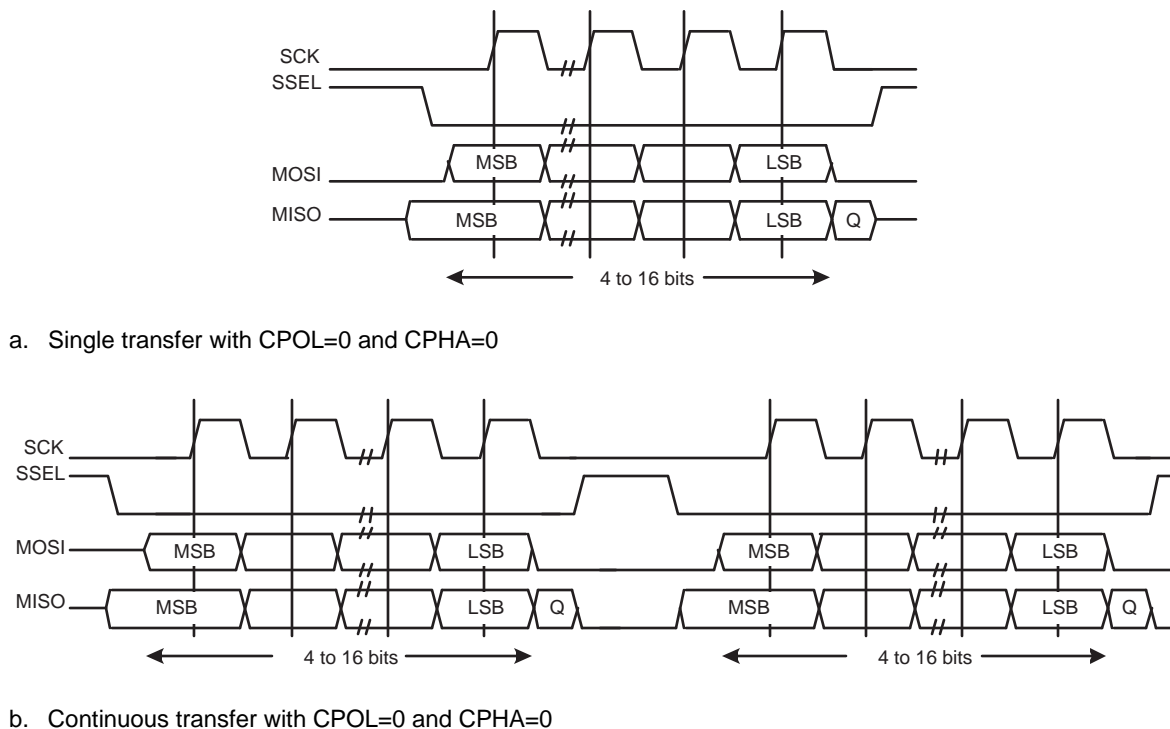 SCK
SSEL
MOSI
MSB
LSB
MISO
MSB
LSB
Q
4 to 16 bits
a. Single transfer with CPOL=0 and CPHA=0
SCK
SSEL
MOSI
MSB
LSB
MSB
LSB
MISO
MSB
LSB
Q
MSB
LSB
Q
4 to 16 bits
4 to 16 bits
b. Continuous transfer with CPOL=0 and CPHA=0